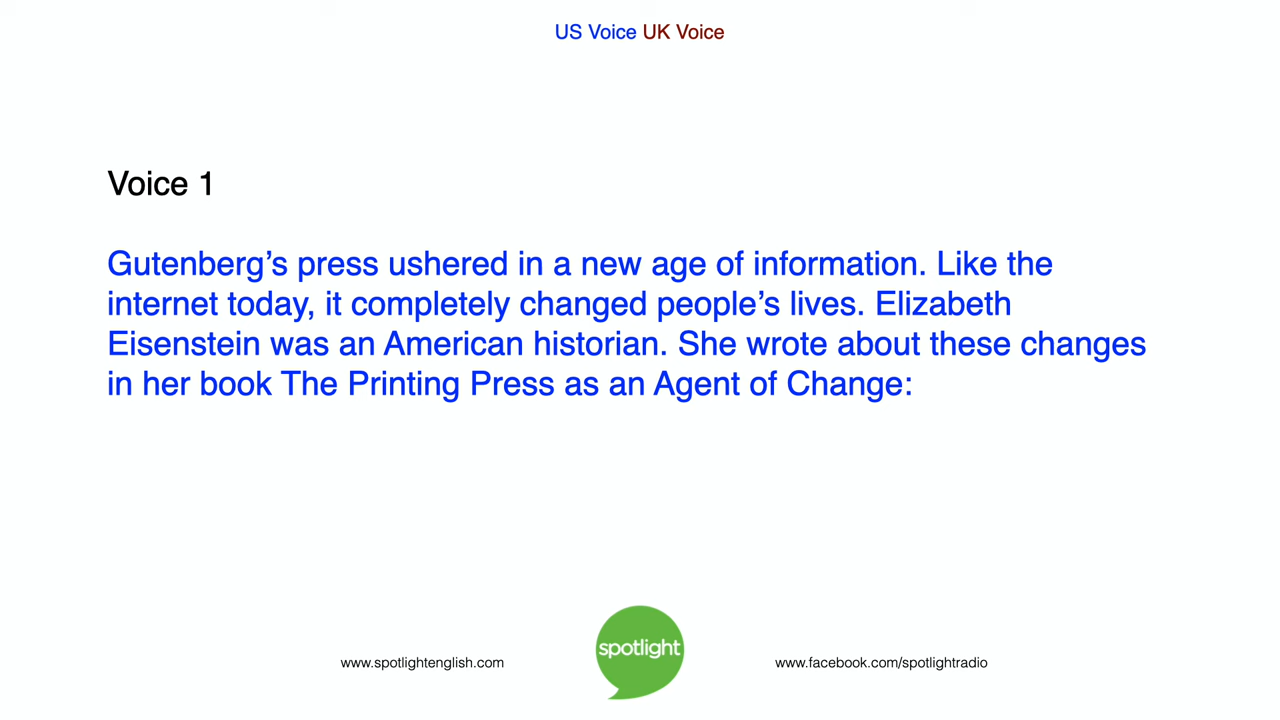 US Voice UK Voice
Voice 1
Gutenberg’s press ushered in a new age of information. Like the
internet today, it completely changed people’s lives. Elizabeth
Eisenstein was an American historian. She wrote about these changes
in her book The Printing Press as an Agent of Change:
spotlight
www.spotlightenglish.com
www.facebook.com/spotlightradio